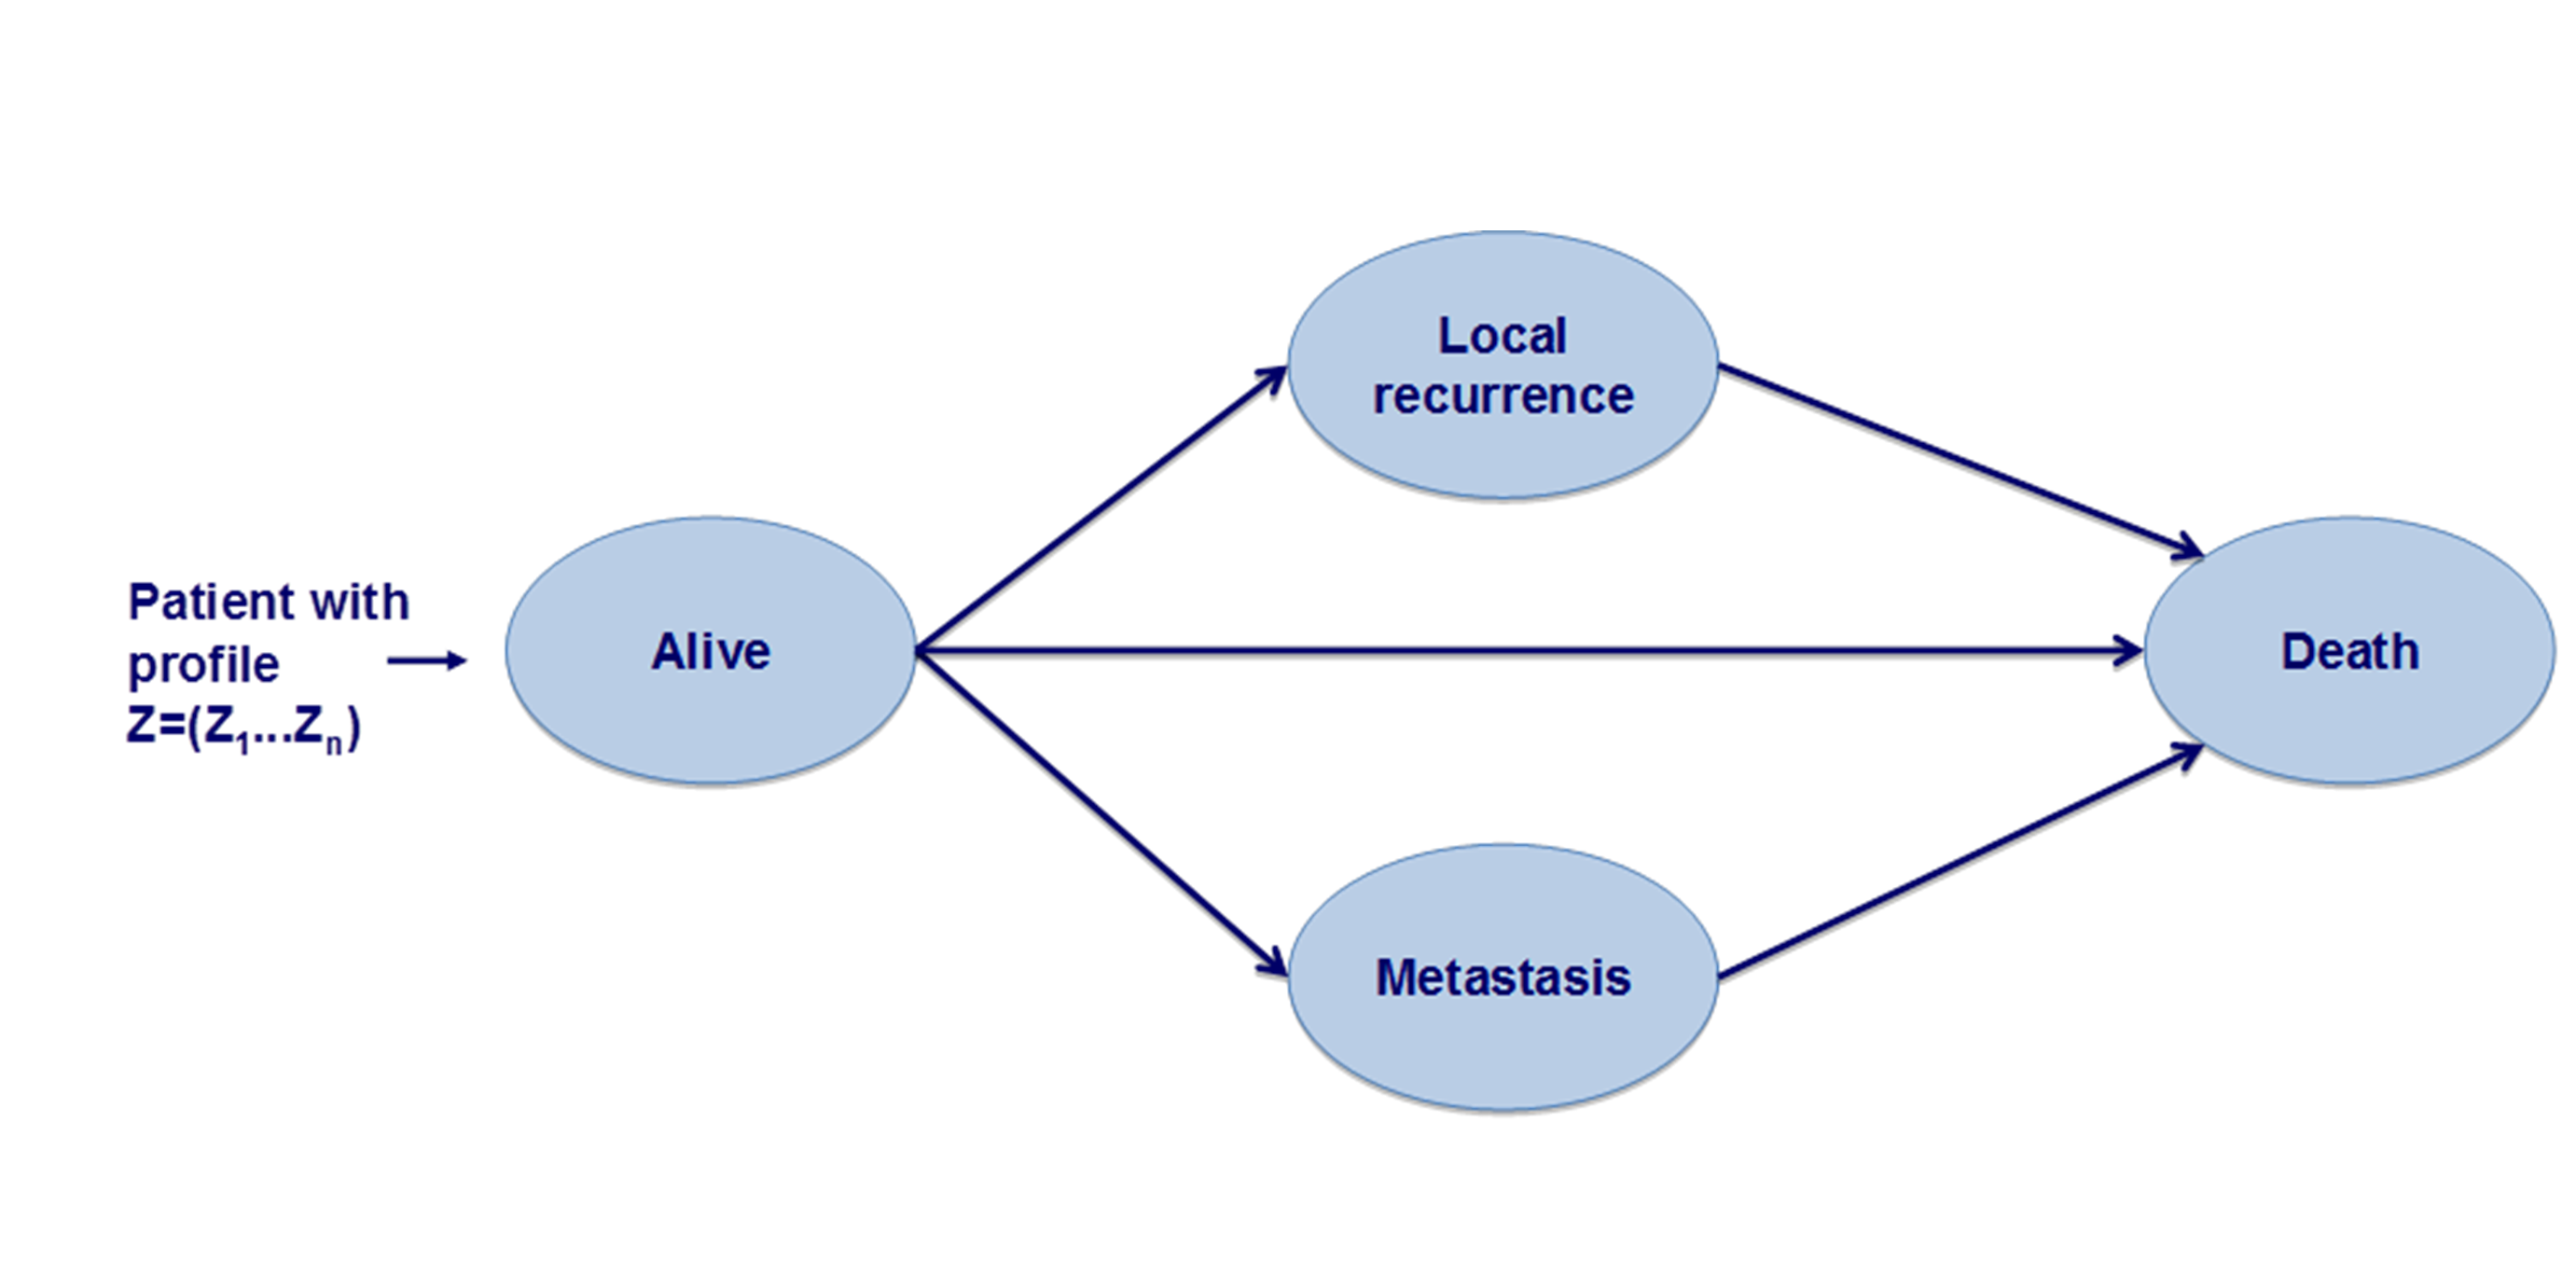 Patient with
profile
Z=(Z₁...Zₙ)
Alive
Local
recurrence
Metastasis
Death